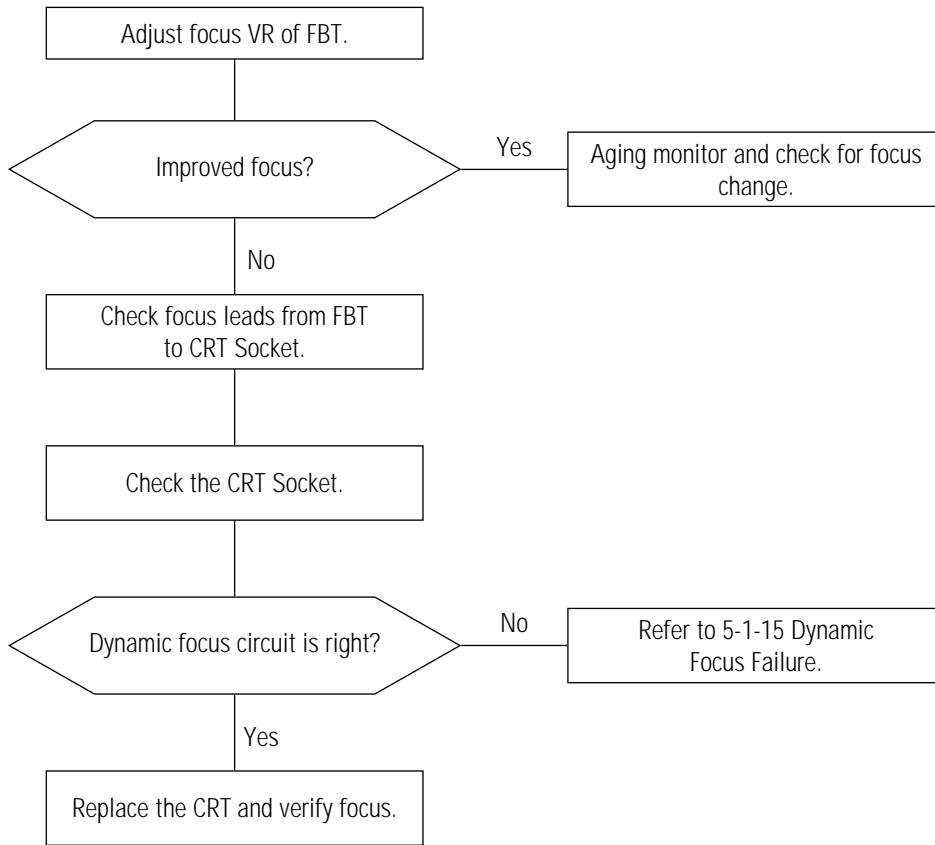 Adjust focus VR of FBT.
Improved focus?
Yes
Aging monitor and check for focus
change.
No
Check focus leads from FBT
to CRT Socket.
Check the CRT Socket.
Dynamic focus circuit is right?
No
Refer to 5-1-15 Dynamic
Focus Failure.
Yes
Replace the CRT and verify focus.